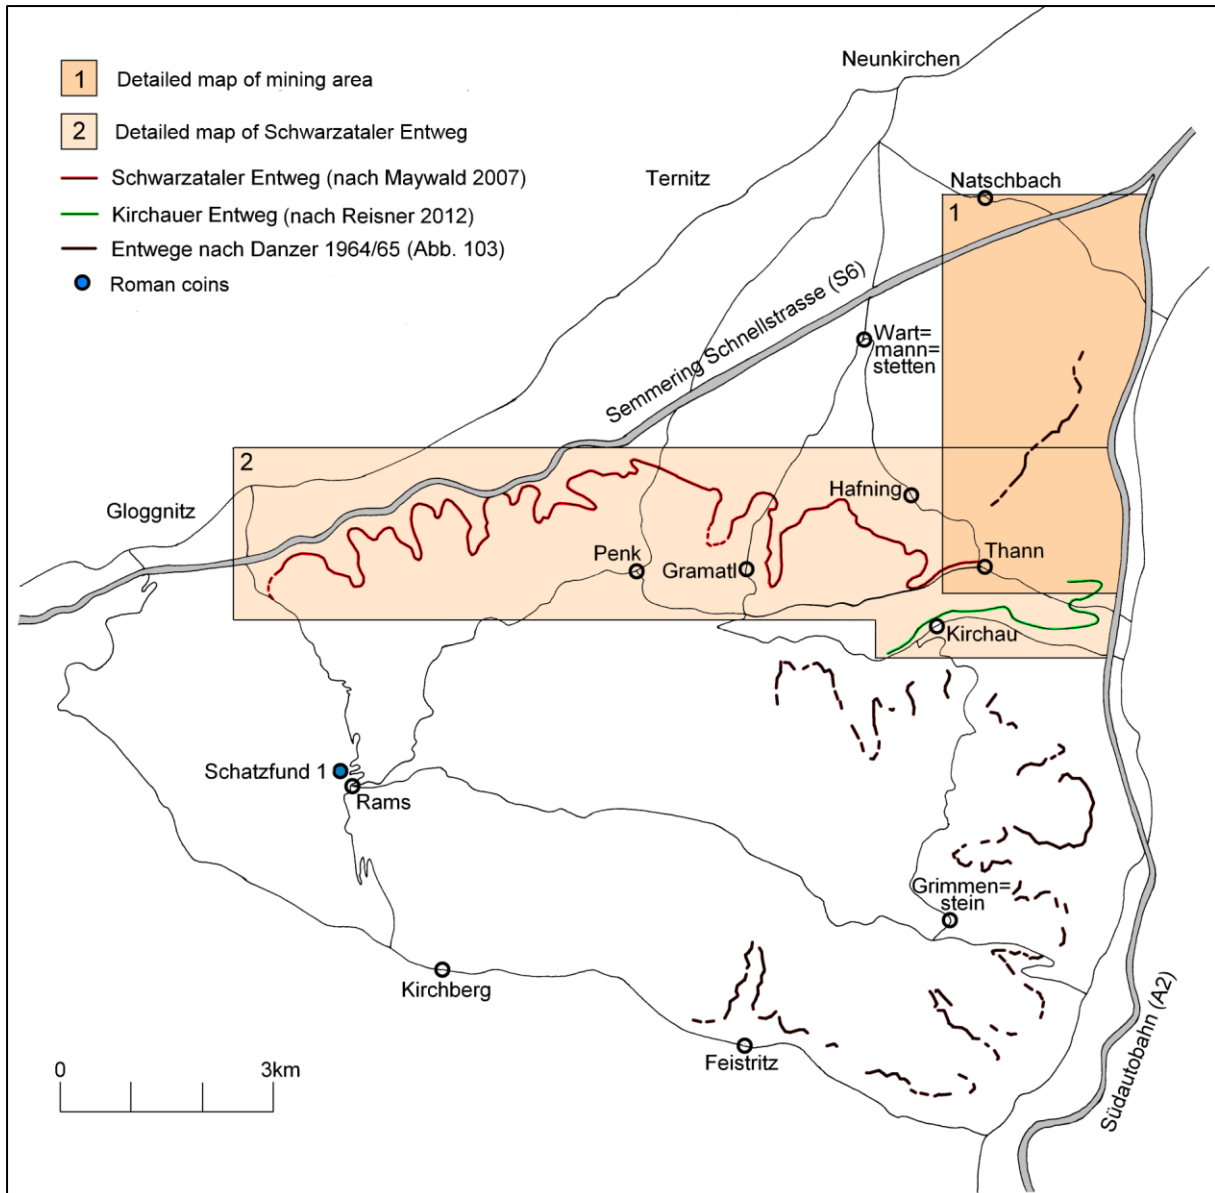 1 Detailed map of mining area
2 Detailed map of Schwarzataler Entweg
Schwarzataler Entweg (nach Maywald 2007)
Kirchauer Entweg (nach Reisner 2012)
Entwege nach Danzer 1964/65 (Abb. 103)
Roman coins
Neunkirchen
Ternitz
Natschbach
1
Semmering Schnellstrasse (S6)
Wart=
mann=
stetten
2
Gloggnitz
Hafning
Penk
Gramatl
Thann
Kirchau
Schatzfund 1
Rams
Grimmen=
stein
Kirchberg
Feistritz
Südautobahn (A2)
0 3km